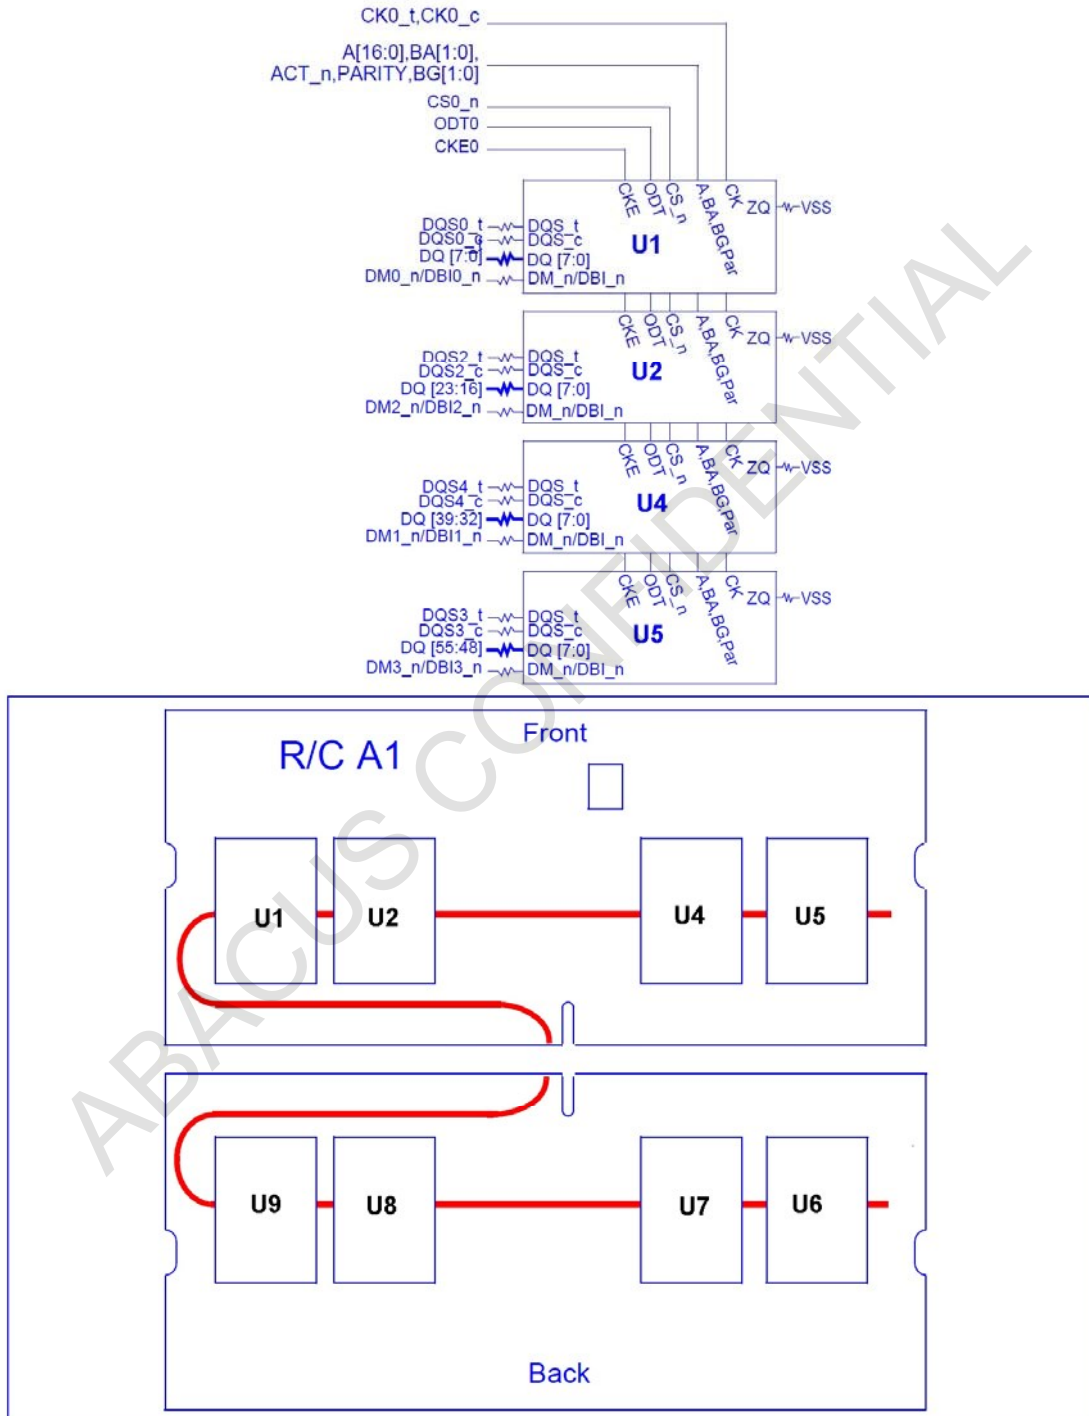 CK0_t,CK0_c
A[16:0],BA[1:0],
ACT_n,PARITY,BG[1:0]
CS0_n
ODT0
CKE0
CKE ODT CS_n A,BA,BG,Par CK ZQ VSS
DQS0_t DQS_t
DQS0_c DQS_c
U1
DQ [7:0] DQ [7:0]
DM0_n/DBI0_n DM_n/DBI_n
CKE ODT CS_n A,BA,BG,Par CK ZQ VSS
DQS2_t DQS_t
DQS2_c DQS_c
U2
DQ [23:16] DQ [7:0]
DM2_n/DBI2_n DM_n/DBI_n
CKE ODT CS_n A,BA,BG,Par CK ZQ VSS
DQS4_t DQS_t
DQS4_c DQS_c
U4
DQ [39:32] DQ [7:0]
DM1_n/DBI1_n DM_n/DBI_n
CKE ODT CS_n A,BA,BG,Par CK ZQ VSS
DQS3_t DQS_t
DQS3_c DQS_c
U5
DQ [55:48] DQ [7:0]
DM3_n/DBI3_n DM_n/DBI_n
Front
R/C A1
U1 U2 U4 U5
U9 U8 U7 U6
Back
ABACUS CONFIDENTIAL